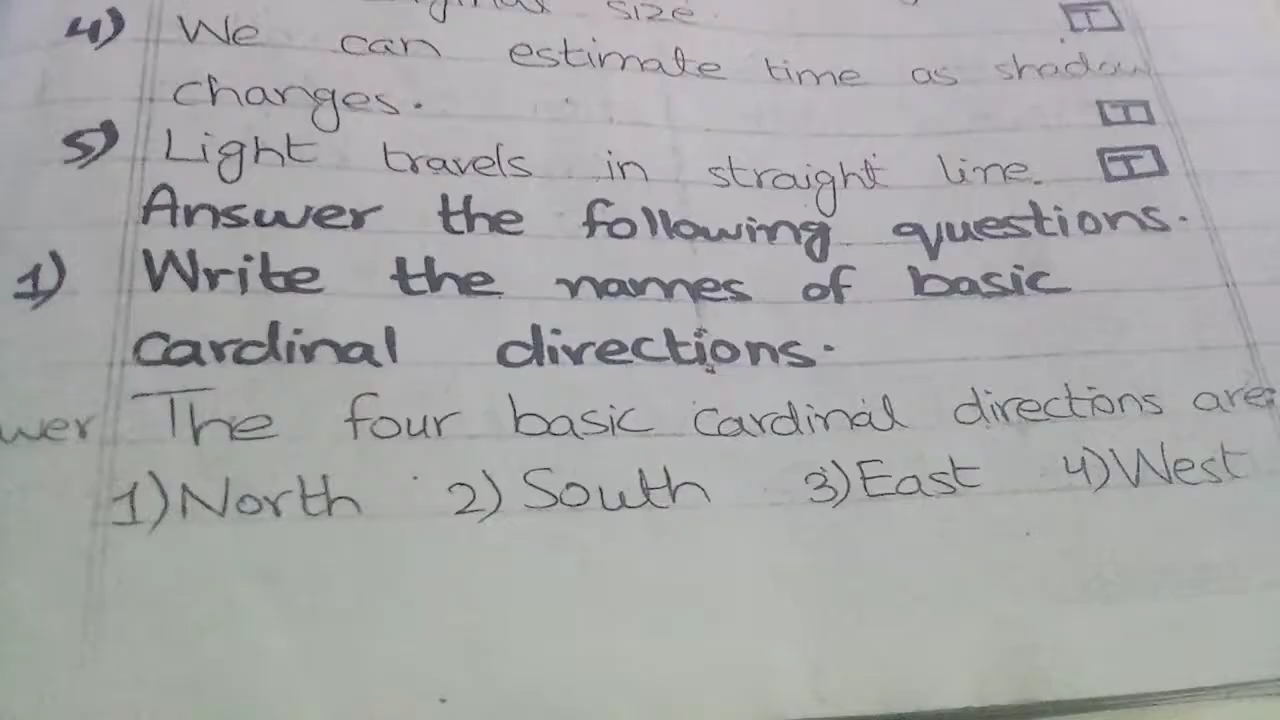 size.
T
4) We can estimate time as shadow
changes. T
5) Light travels in straight line. T
Answer the following questions.
1) Write the names of basic
cardinal directions.
wer The four basic cardinal directions are:
1) North 2) South 3) East 4) West